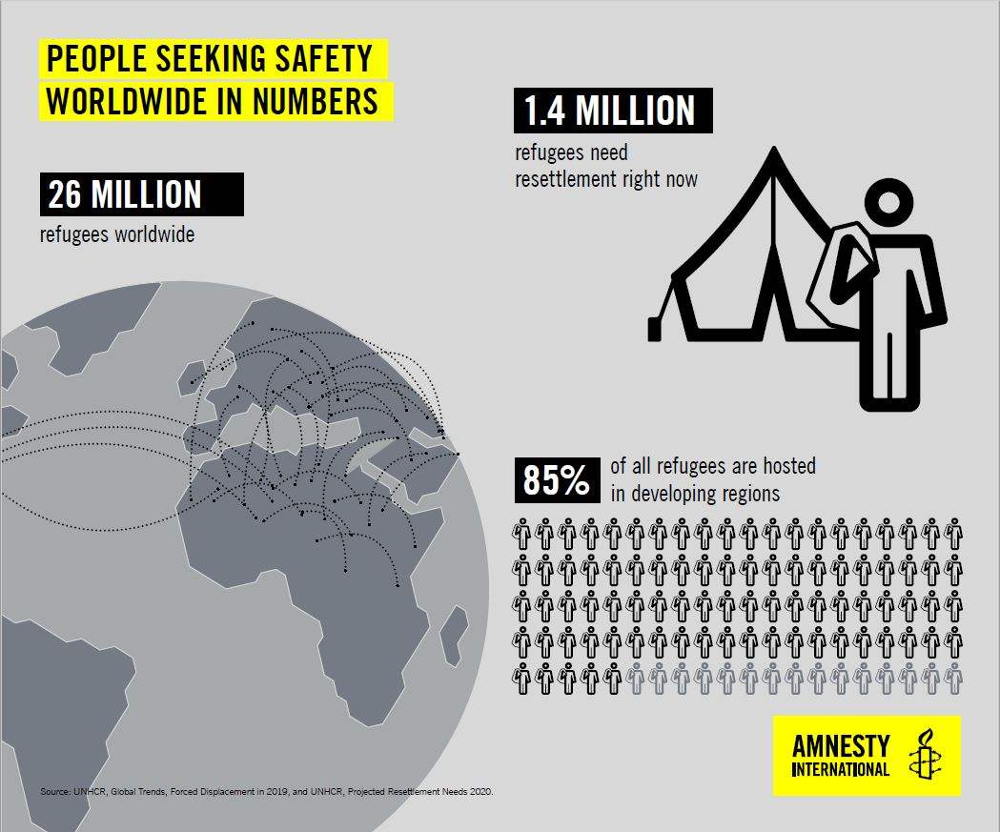 PEOPLE SEEKING SAFETY
WORLDWIDE IN NUMBERS
26 MILLION
refugees worldwide
1.4 MILLION
refugees need
resettlement right now
85%
of all refugees are hosted
in developing regions
AMNESTY
INTERNATIONAL
Source: UNHCR, Global Trends, Forced Displacement in 2019, and UNHCR, Projected Resettlement Needs 2020.